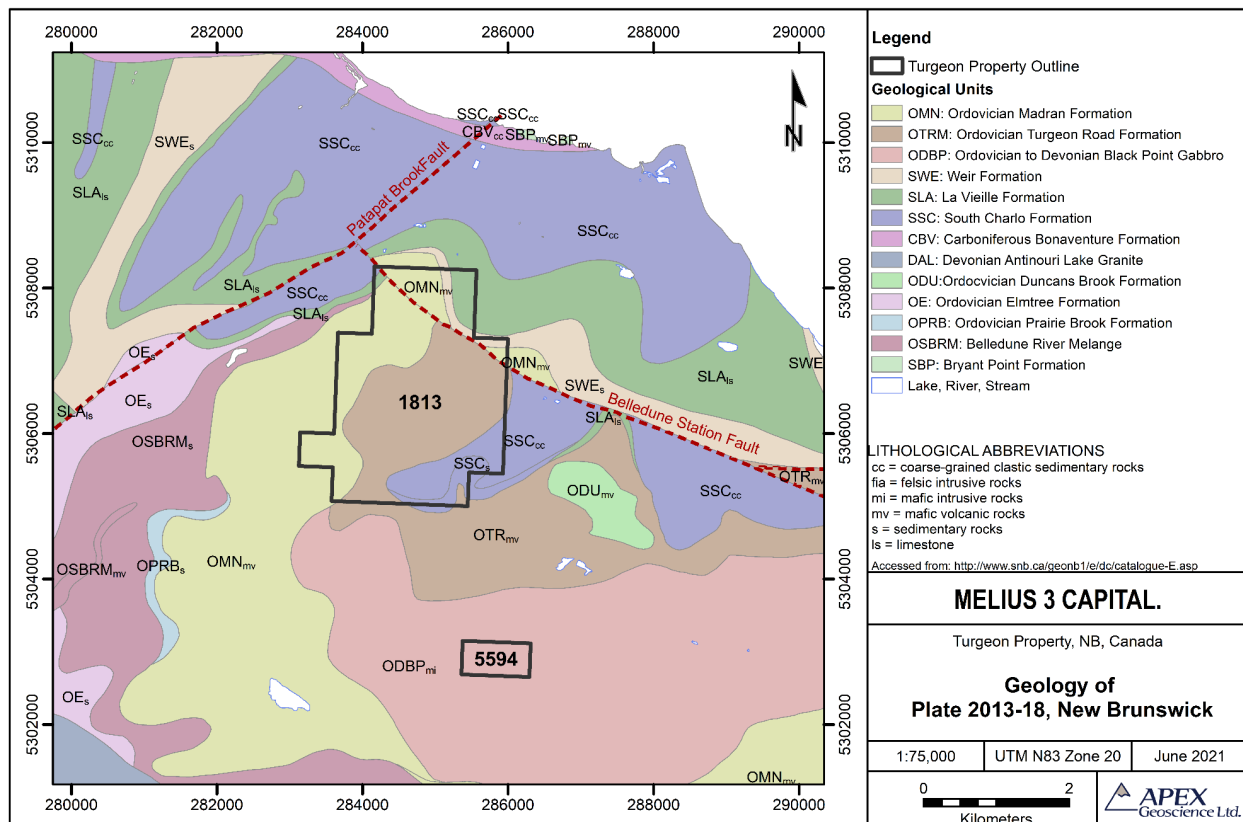 280000 282000 284000 286000 288000 290000
5310000
5308000
5306000
5304000
5302000
5310000
5308000
5306000
5304000
5302000
280000 282000 284000 286000 288000 290000
N
SSCcc SSCcc
CBVcc SBPmv SBPmv
SSCcc
SWEs
SSCcc
SLAls
Patapat BrookFault
SSCcc
SLAls
SSCcc
OMNmv
SLAls
OEs
OMNmv
SWEs
SLAls
SWE
OEs
1813
SLAls
SLAls
Belledune Station Fault
OSBRMs
SSCcc
SSCs
OTRmv
ODUmv
SSCcc
OTRmv
OSBRMmv
OPRBs
OMNmv
ODBPmi
5594
OEs
OMNmv
Legend
Turgeon Property Outline
Geological Units
OMN: Ordovician Madran Formation
OTRM: Ordovician Turgeon Road Formation
ODBP: Ordovician to Devonian Black Point Gabbro
SWE: Weir Formation
SLA: La Vieille Formation
SSC: South Charlo Formation
CBV: Carboniferous Bonaventure Formation
DAL: Devonian Antinouri Lake Granite
ODU:Ordocvician Duncans Brook Formation
OE: Ordovician Elmtree Formation
OPRB: Ordovician Prairie Brook Formation
OSBRM: Belledune River Melange
SBP: Bryant Point Formation
Lake, River, Stream
LITHOLOGICAL ABBREVIATIONS
cc = coarse-grained clastic sedimentary rocks
fia = felsic intrusive rocks
mi = mafic intrusive rocks
mv = mafic volcanic rocks
s = sedimentary rocks
ls = limestone
Accessed from: http://www.snb.ca/geonb1/e/dc/catalogue-E.asp
MELIUS 3 CAPITAL.
Turgeon Property, NB, Canada
Geology of
Plate 2013-18, New Brunswick
1:75,000 UTM N83 Zone 20 June 2021
0 2
Kilometers
APEX
Geoscience Ltd.